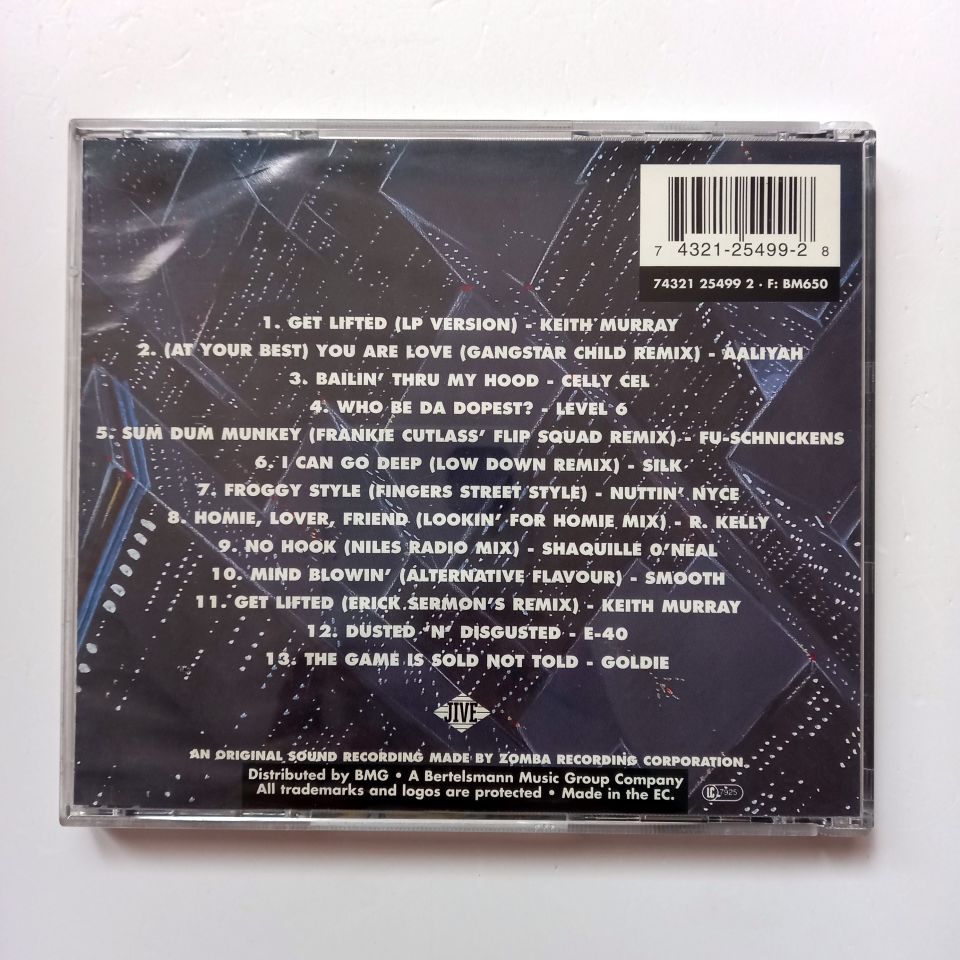 7 4321-25499-2 8
74321 25499 2 · F: BM650
1. GET LIFTED (LP VERSION) - KEITH MURRAY
2. (AT YOUR BEST) YOU ARE LOVE (GANGSTAR CHILD REMIX) - AALIYAH
3. BAILIN' THRU MY HOOD - CELLY CEL
4. WHO BE DA DOPEST? - LEVEL 6
5. SUM DUM MUNKEY (FRANKIE CUTLASS' FLIP SQUAD REMIX) - FU-SCHNICKENS
6. I CAN GO DEEP (LOW DOWN REMIX) - SILK
7. FROGGY STYLE (FINGERS STREET STYLE) - NUTTIN' NYCE
8. HOMIE, LOVER, FRIEND (LOOKIN' FOR HOMIE MIX) - R. KELLY
9. NO HOOK (NILES RADIO MIX) - SHAQUILLE O'NEAL
10. MIND BLOWIN' (ALTERNATIVE FLAVOUR) - SMOOTH
11. GET LIFTED (ERICK SERMON'S REMIX) - KEITH MURRAY
12. DUSTED 'N' DISGUSTED - E-40
13. THE GAME IS SOLD NOT TOLD - GOLDIE
JIVE
AN ORIGINAL SOUND RECORDING MADE BY ZOMBA RECORDING CORPORATION.
Distributed by BMG • A Bertelsmann Music Group Company
All trademarks and logos are protected • Made in the EC.
LC 7925